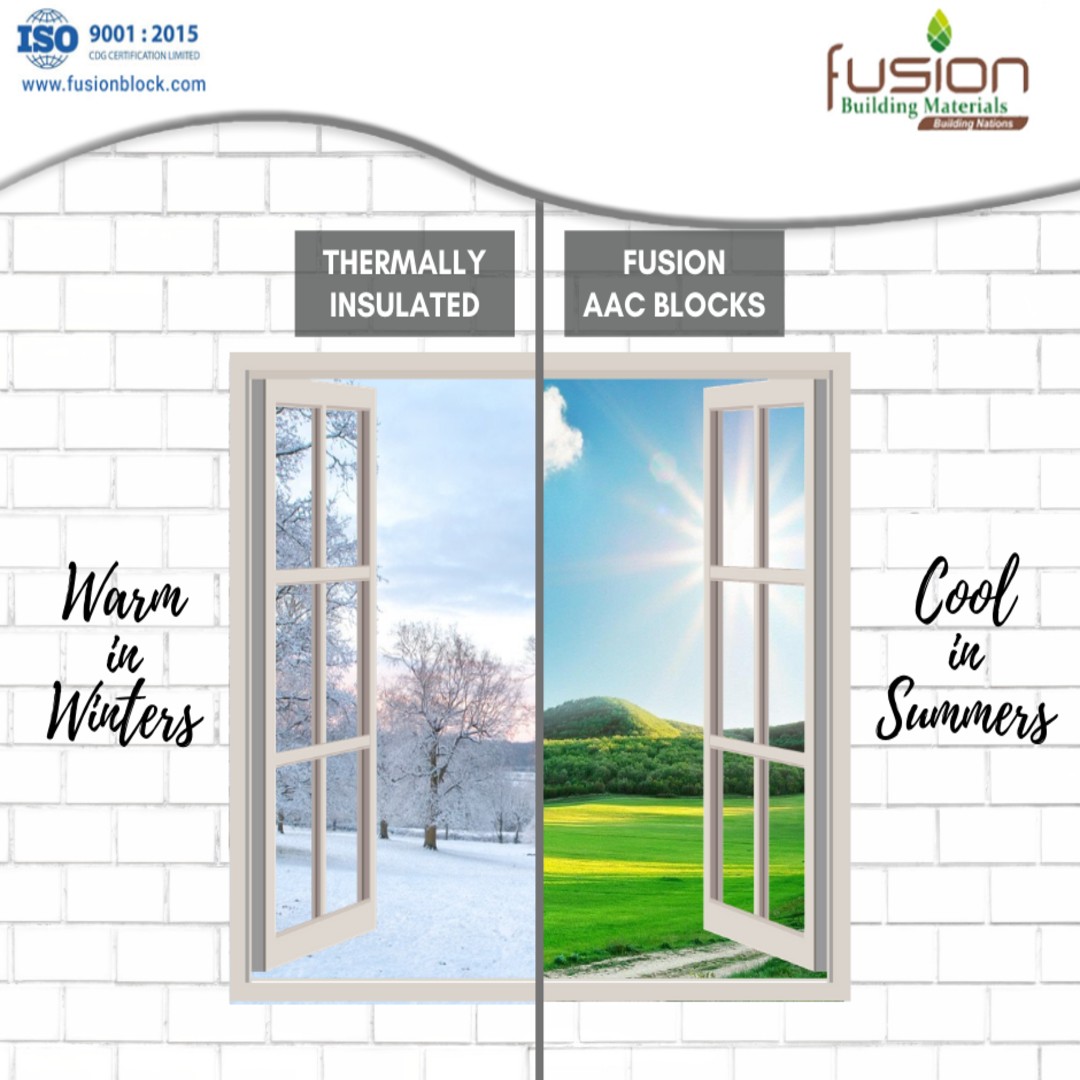 ISO 9001 : 2015
CDG CERTIFICATION LIMITED
www.fusionblock.com
fusion
Building Materials
Building Nations
THERMALLY
INSULATED
FUSION
AAC BLOCKS
Warm
in
Winters
Cool
in
Summers